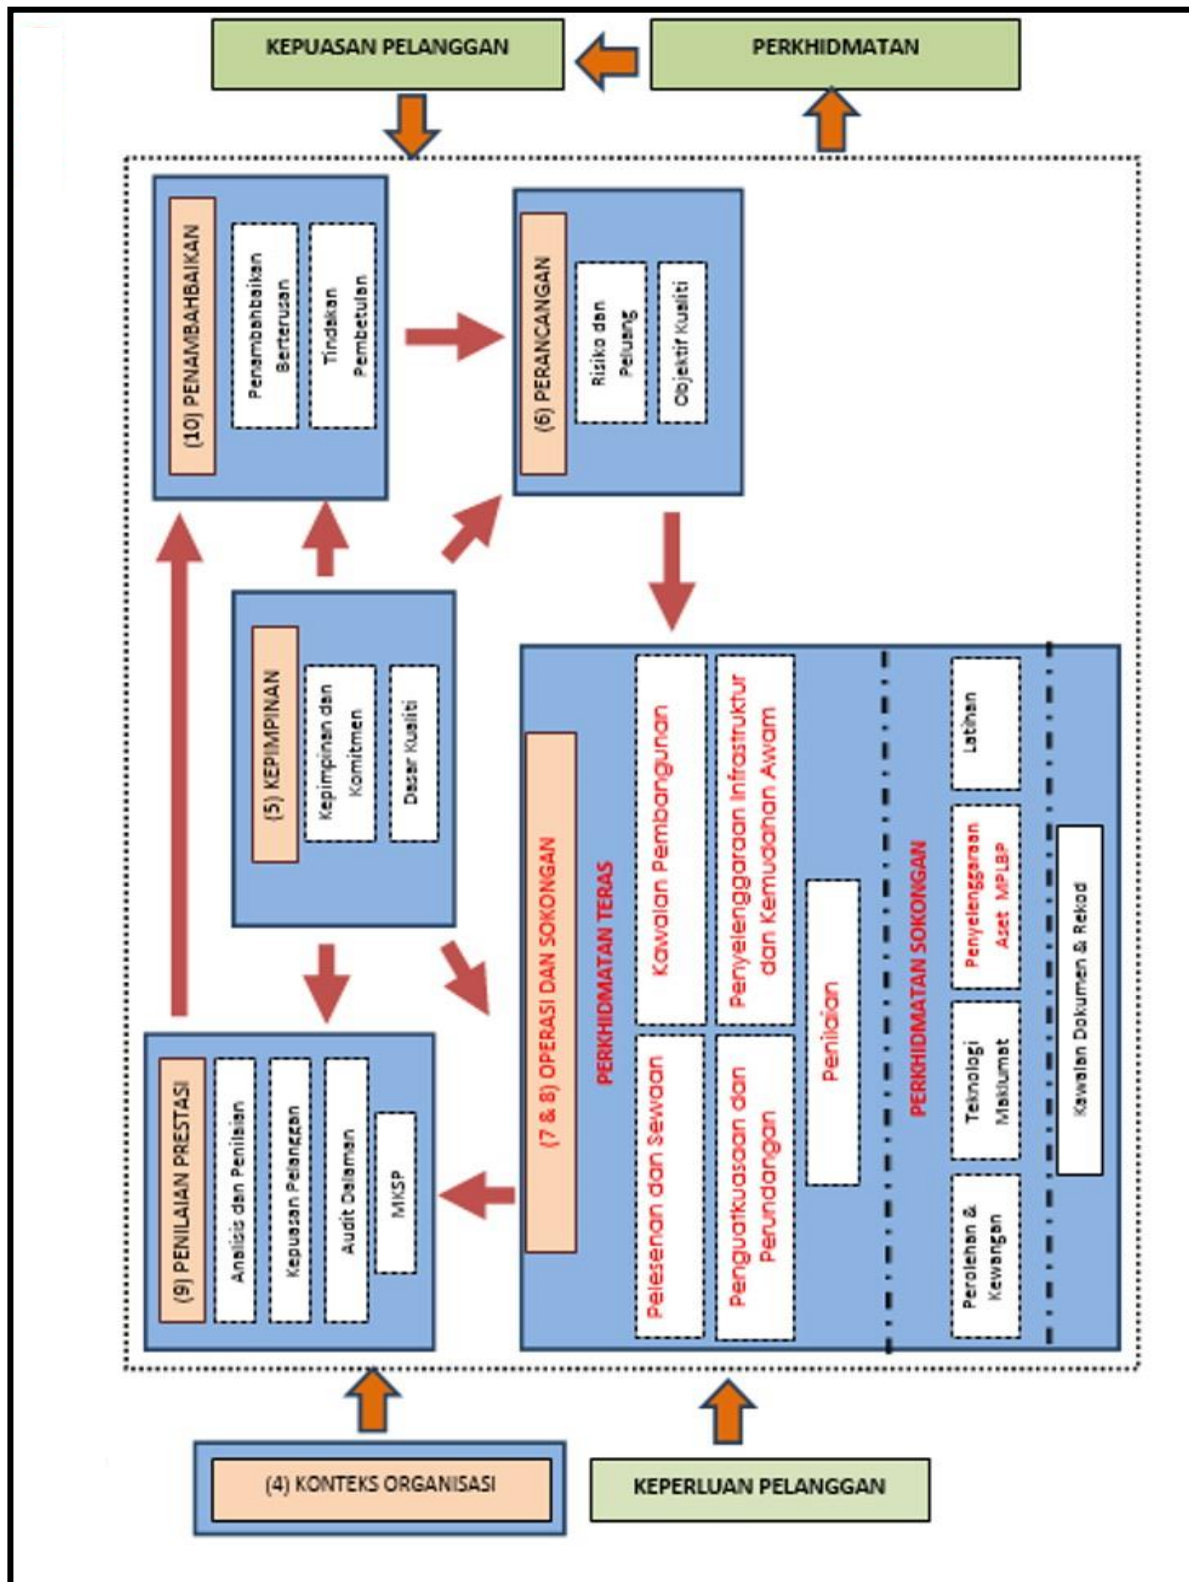 KEPUASAN PELANGGAN
PERKHIDMATAN
(10) PENAMBAHBAIKAN
Penambahbaikan
Berterusan
Tindakan
Pembetulan
(6) PERANCANGAN
Risiko dan
Peluang
Objektif Kualiti
(5) KEPIMPINAN
Kepimpinan dan
Komitmen
Dasar Kualiti
(9) PENILAIAN PRESTASI
Analisis dan Penilaian
Kepuasan Pelanggan
Audit Dalaman
MKSP
(7 & 8) OPERASI DAN SOKONGAN
PERKHIDMATAN TERAS
Pelesenan dan Sewaan
Kawalan Pembangunan
Penguatkuasaan dan
Perundangan
Penyelenggaraan Infrastruktur
dan Kemudahan Awam
Penilaian
PERKHIDMATAN SOKONGAN
Perolehan &
Kewangan
Teknologi
Maklumat
Penyelenggaraan
Aset MPLBP
Latihan
Kawalan Dokumen & Rekod
(4) KONTEKS ORGANISASI
KEPERLUAN PELANGGAN